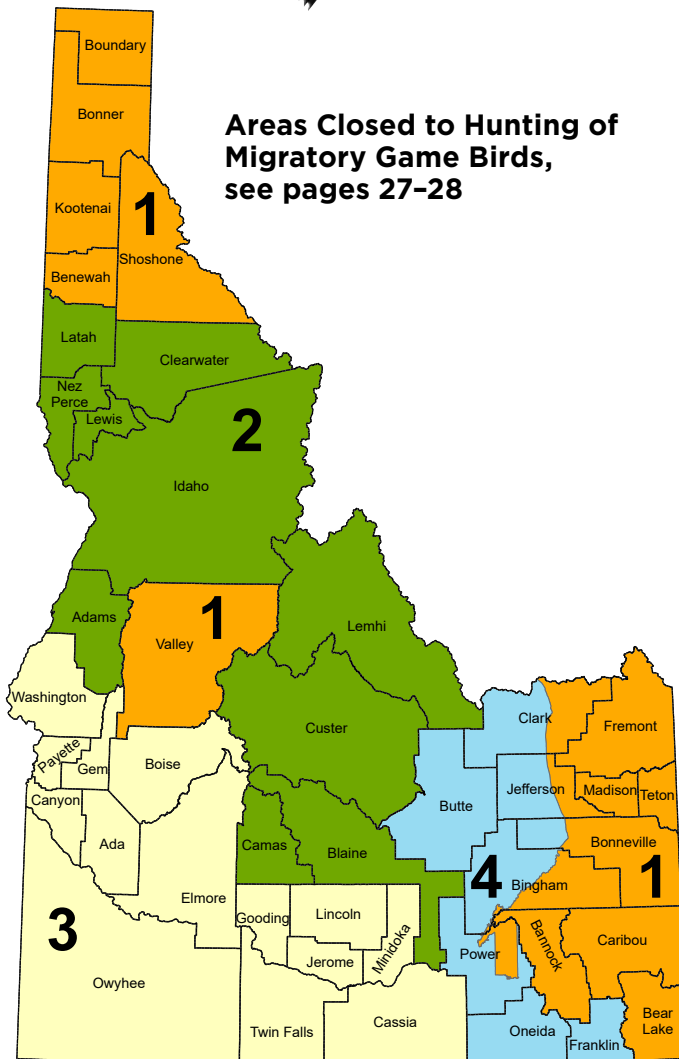 Boundary
Bonner
Areas Closed to Hunting of
Migratory Game Birds,
see pages 27–28
Kootenai
1
Shoshone
Benewah
Latah
Clearwater
Nez
Perce
Lewis
2
Idaho
Adams
1
Valley
Lemhi
Washington
Custer
Clark
Fremont
Payette
Gem
Boise
Canyon
Butte
Jefferson
Madison
Teton
Ada
Camas
Blaine
Bonneville
4
Bingham
1
Elmore
Gooding
Lincoln
3
Minidoka
Jerome
Power
Bannock
Caribou
Owyhee
Twin Falls
Cassia
Oneida
Franklin
Bear
Lake